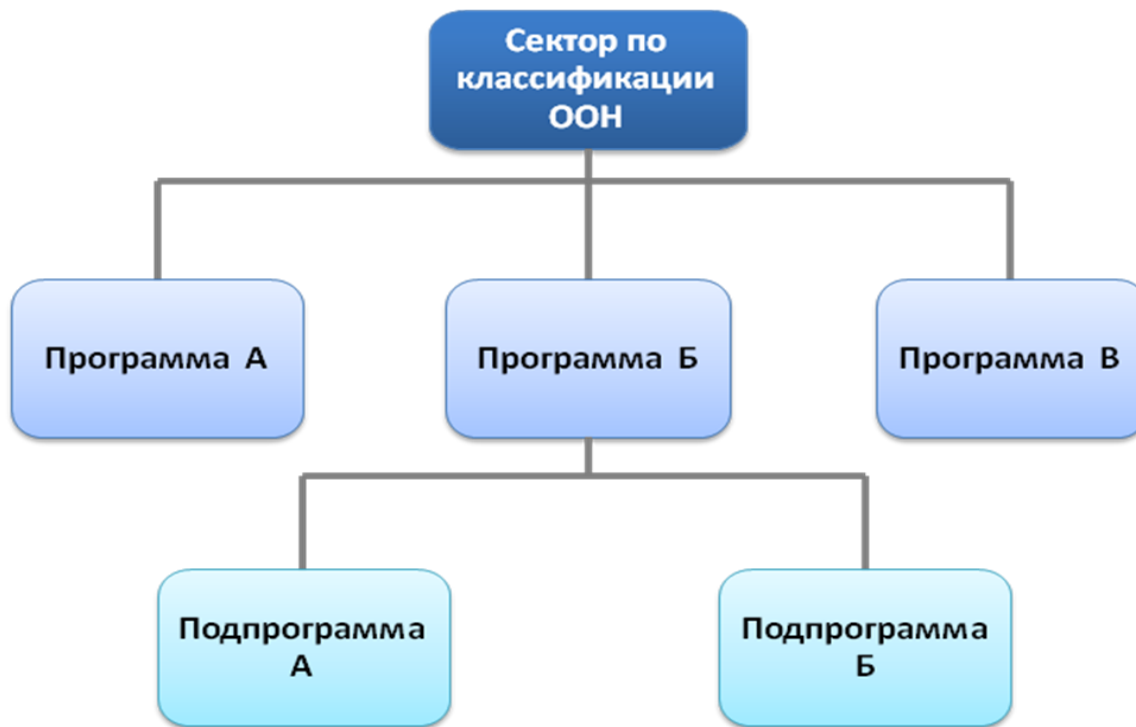 Сектор по
классификации
ООН
Программа А
Программа Б
Программа В
Подпрограмма
А
Подпрограмма
Б